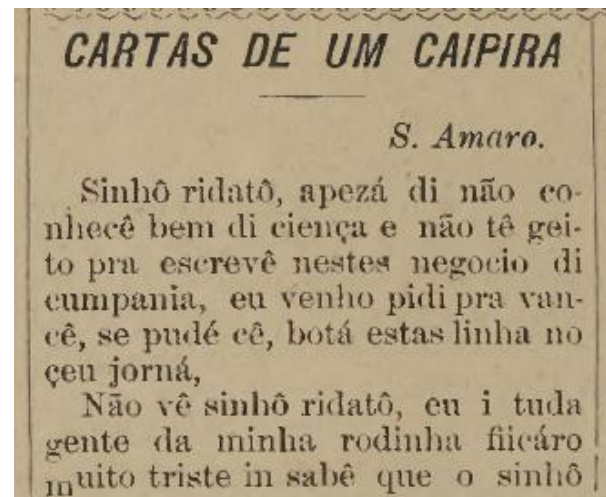 CARTAS DE UM CAIPIRA
S. Amaro.
Sinhô ridatô, apezá di não co-
nhecê bem di ciença e não tê gei-
to pra escrevê nestes negocio di
cumpania, eu venho pidi pra van-
cê, se pudé cê, botá estas linha no
çeu jorná,
Não vê sinhô ridatô, eu i tuda
gente da minha rodinha fiicáro
muito triste in sabê que o sinhô